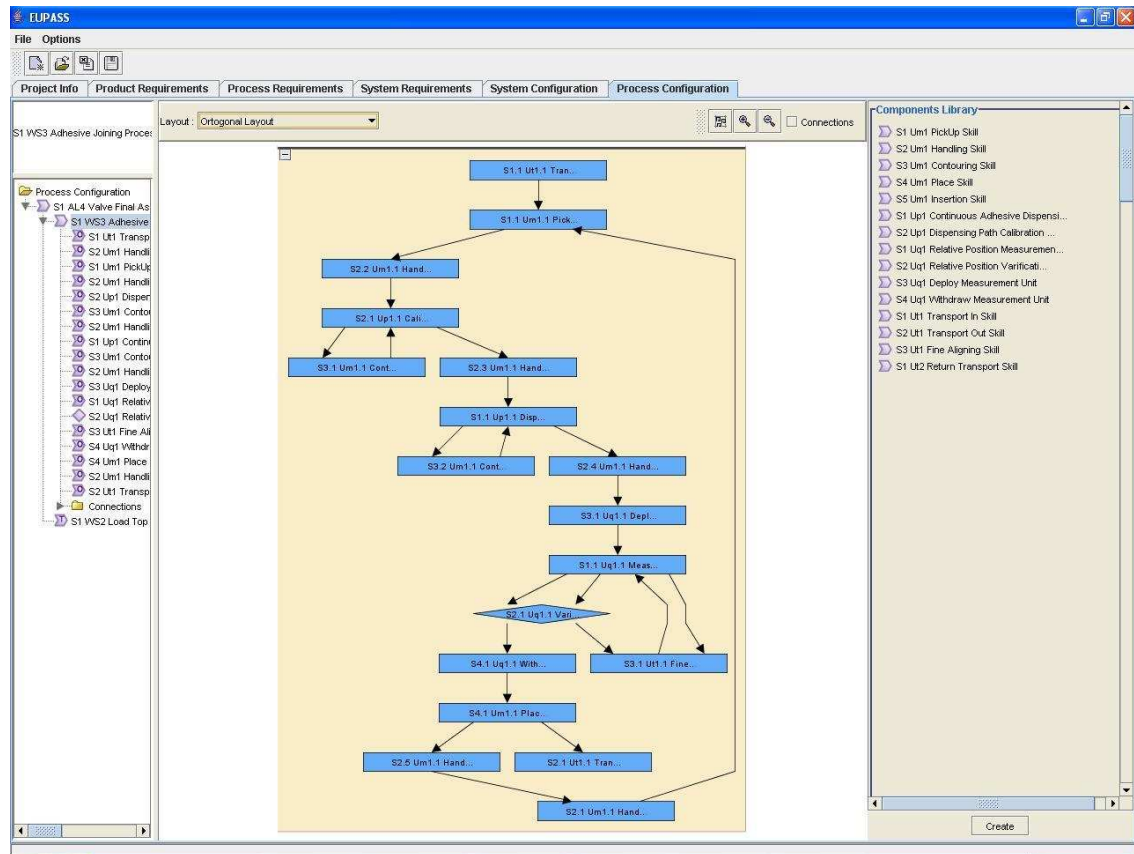 EUPASS
File Options
Project Info Product Requirements Process Requirements System Requirements System Configuration Process Configuration
S1 WS3 Adhesive Joining Proces
Layout : Ortogonal Layout
Connections
Process Configuration
S1 AL4 Valve Final As
S1 WS3 Adhesive
S1 Ut1 Transp
S2 Um1 Handli
S1 Um1 PickUp
S2 Um1 Handli
S2 Up1 Disper
S3 Um1 Contou
S2 Um1 Handli
S1 Up1 Contin
S3 Um1 Contou
S2 Um1 Handli
S3 Uq1 Deploy
S1 Uq1 Relativ
S2 Uq1 Relativ
S3 Ut1 Fine Ali
S4 Uq1 Withdr
S4 Um1 Place
S2 Um1 Handli
S2 Ut1 Transp
Connections
S1 WS2 Load Top
S1.1 Ut1.1 Tran...
S1.1 Um1.1 Pick...
S2.2 Um1.1 Hand...
S2.1 Up1.1 Cali...
S3.1 Um1.1 Cont...
S2.3 Um1.1 Hand...
S1.1 Up1.1 Disp...
S3.2 Um1.1 Cont...
S2.4 Um1.1 Hand...
S3.1 Uq1.1 Depl...
S1.1 Uq1.1 Meas...
S2.1 Uq1.1 Vari...
S4.1 Uq1.1 With...
S3.1 Ut1.1 Fine...
S4.1 Um1.1 Plac...
S2.5 Um1.1 Hand...
S2.1 Ut1.1 Tran...
S2.1 Um1.1 Hand...
Components Library
S1 Um1 PickUp Skill
S2 Um1 Handling Skill
S3 Um1 Contouring Skill
S4 Um1 Place Skill
S5 Um1 Insertion Skill
S1 Up1 Continuous Adhesive Dispensi...
S2 Up1 Dispensing Path Calibration ...
S1 Uq1 Relative Position Measuremen...
S2 Uq1 Relative Position Varificati...
S3 Uq1 Deploy Measurement Unit
S4 Uq1 Withdraw Measurement Unit
S1 Ut1 Transport In Skill
S2 Ut1 Transport Out Skill
S3 Ut1 Fine Aligning Skill
S1 Ut2 Return Transport Skill
Create